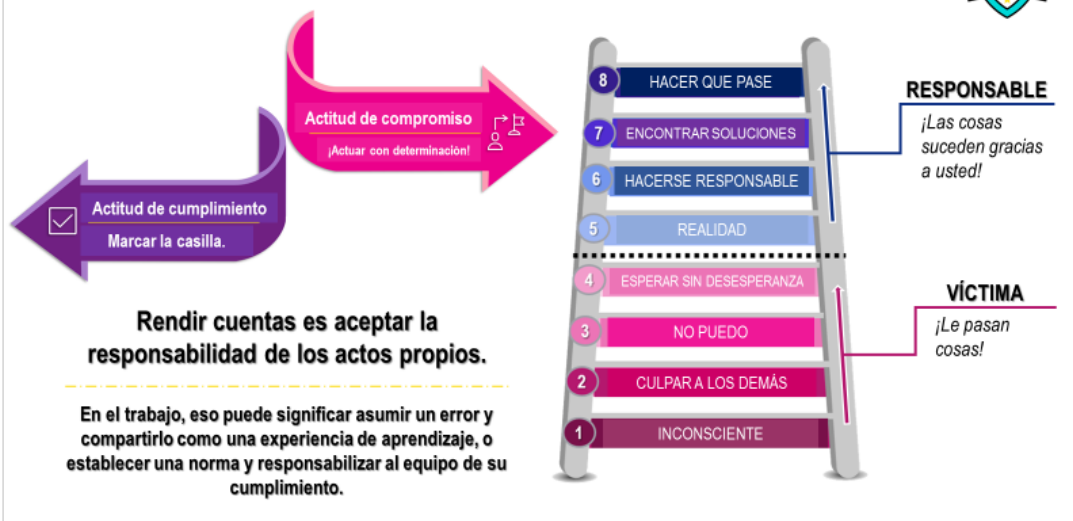 Actitud de compromiso
¡Actuar con determinación!
Actitud de cumplimiento
Marcar la casilla.
Rendir cuentas es aceptar la
responsabilidad de los actos propios.
En el trabajo, eso puede significar asumir un error y
compartirlo como una experiencia de aprendizaje, o
establecer una norma y responsabilizar al equipo de su
cumplimiento.
8 HACER QUE PASE
7 ENCONTRAR SOLUCIONES
6 HACERSE RESPONSABLE
5 REALIDAD
4 ESPERAR SIN DESESPERANZA
3 NO PUEDO
2 CULPAR A LOS DEMÁS
1 INCONSCIENTE
RESPONSABLE
¡Las cosas
suceden gracias
a usted!
VÍCTIMA
¡Le pasan
cosas!